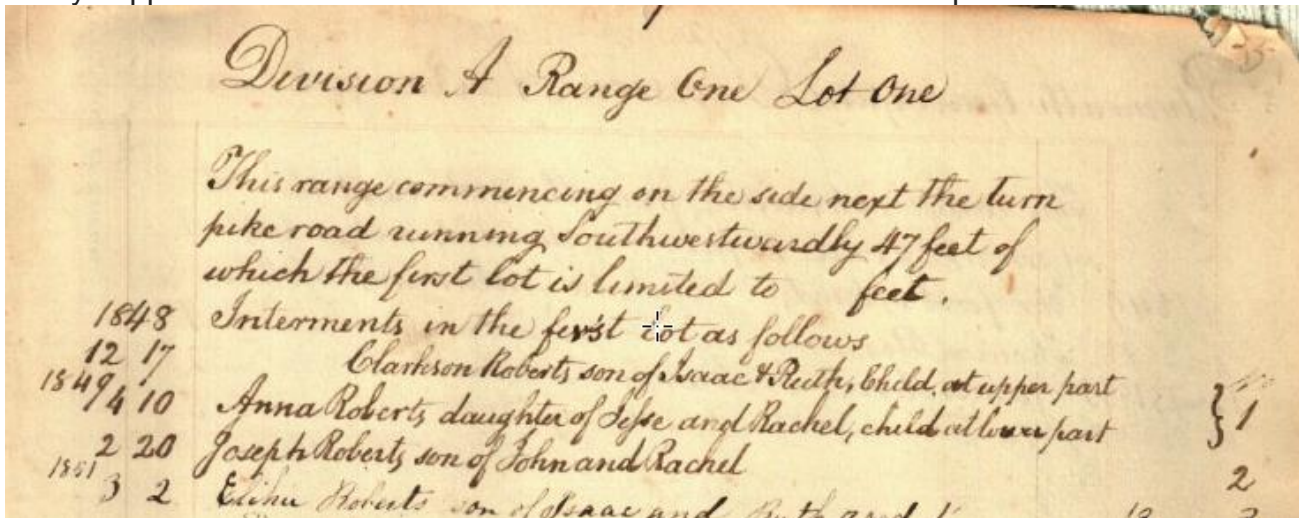 Division A Range One Lot One
This range commencing on the side next the turn
pike road running Southwestwardly 47 feet of
which the first lot is limited to feet.
1848 Interments in the first lot as follows
12 17 Clarkson Roberts son of Isaac & Ruth, Child, at upper part
1849/4 10 Anna Roberts daughter of Jesse and Rachel, child at lower part } 1
2 20 Joseph Roberts son of John and Rachel 2
1851
3 2 Elihu Roberts son of Isaac and Ruth aged